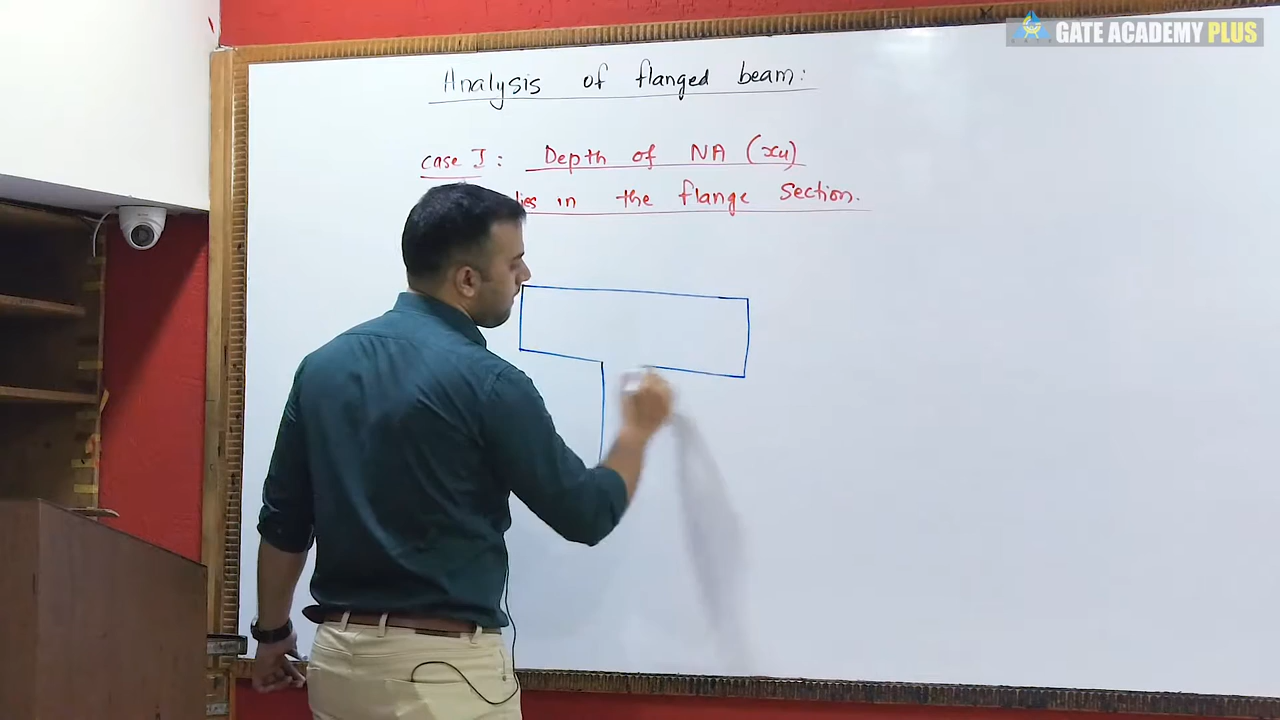 GATE ACADEMY PLUS
Analysis of flanged beam:
case I: Depth of NA (xu)
lies in the flange section.